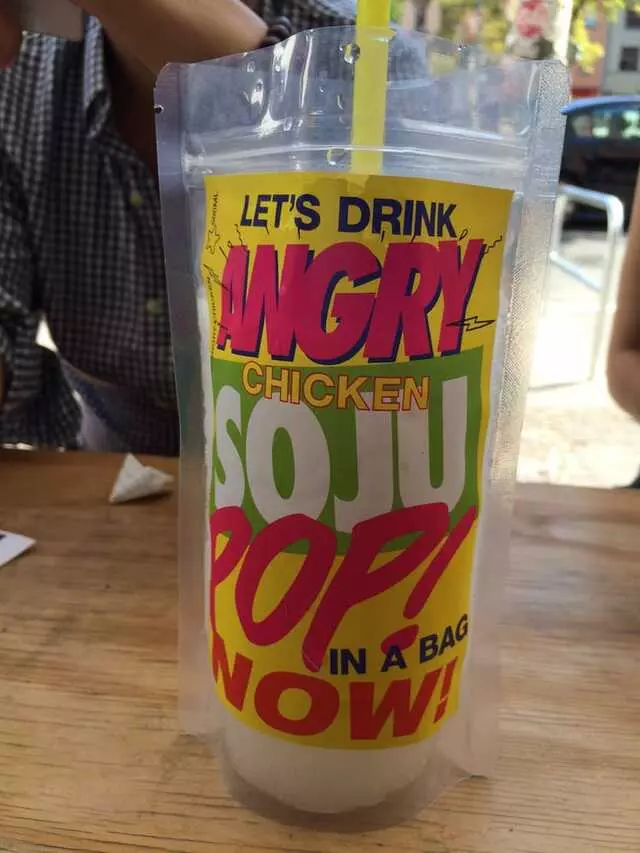 LET'S DRINK
ANGRY
CHICKEN
SOJU
POP!
IN A BAG
NOW!